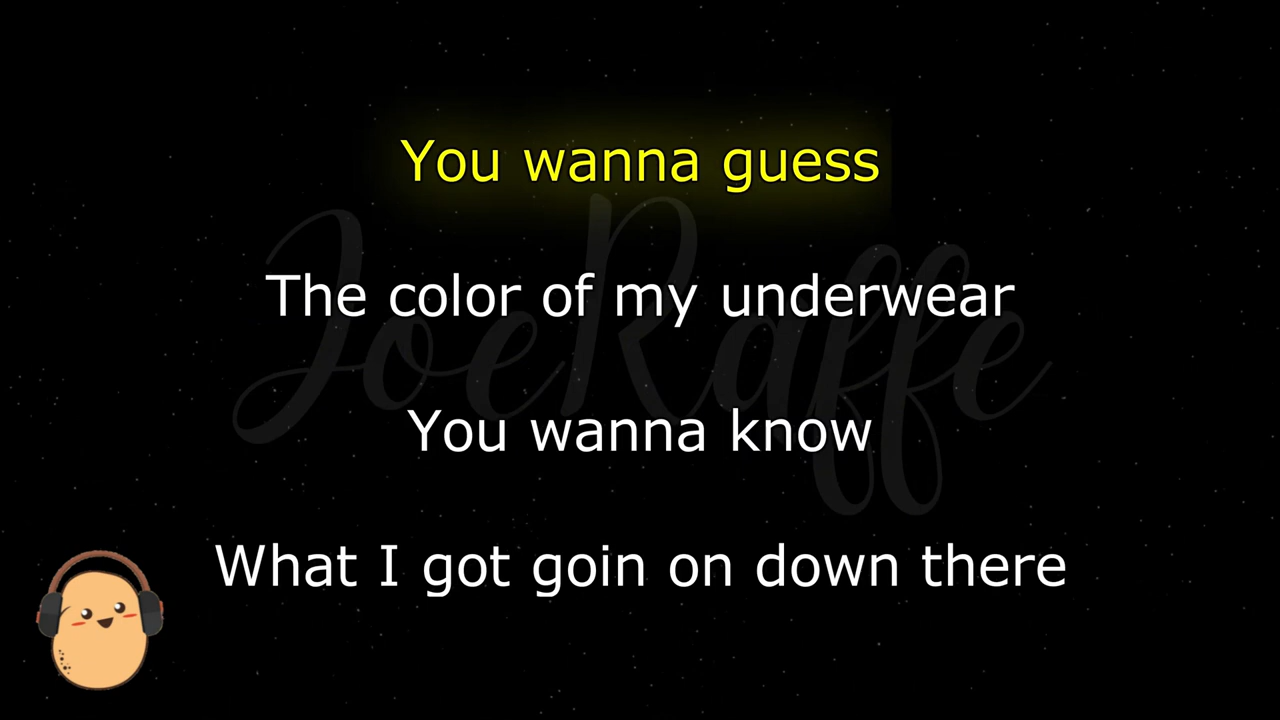 You wanna guess
The color of my underwear
JoeRaffe
You wanna know
What I got goin on down there